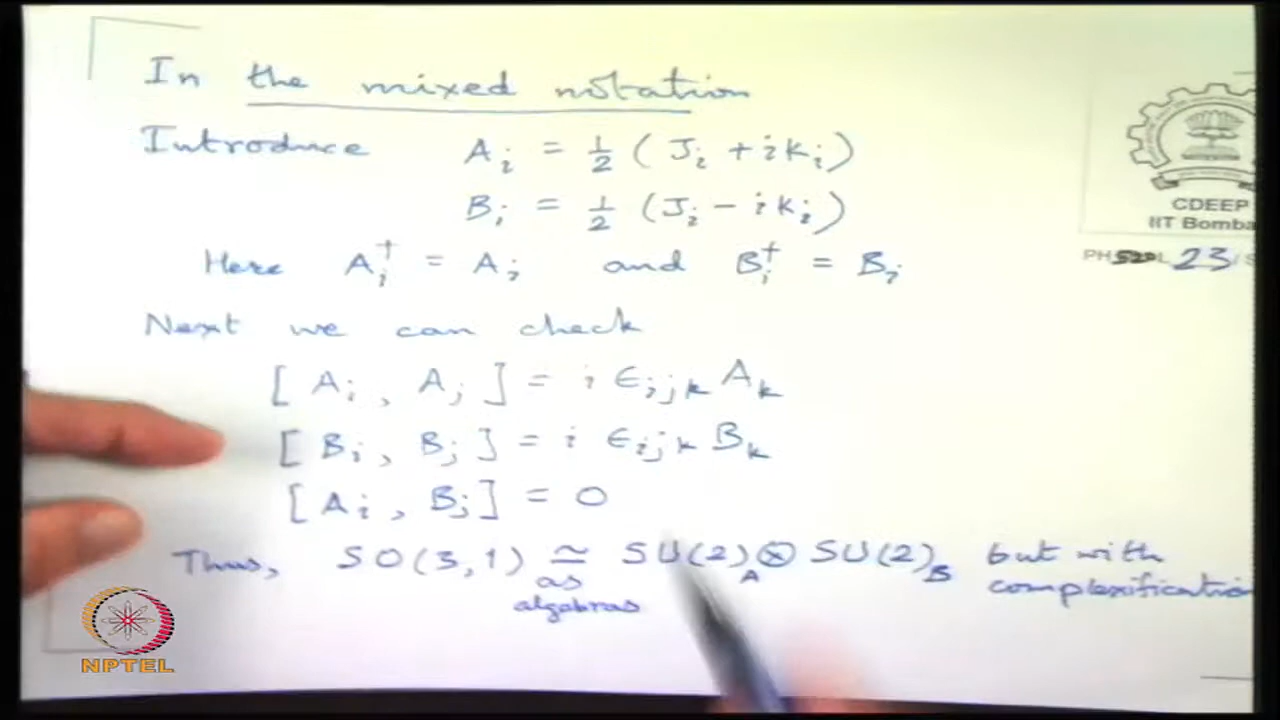 In the mixed notation
Introduce A_i = 1/2 ( J_i + i K_i )
B_i = 1/2 ( J_i - i K_i )
Here A_i^† = A_i and B_i^† = B_i
Next we can check
[ A_i , A_j ] = i ε_ijk A_k
[ B_i , B_j ] = i ε_ijk B_k
[ A_i , B_j ] = 0
Thus, SO(3,1) ≃ SU(2)_A ⊗ SU(2)_B but with
as complexification
algebras
CDEEP
IIT Bomba
PH 520 L 23 / S
NPTEL